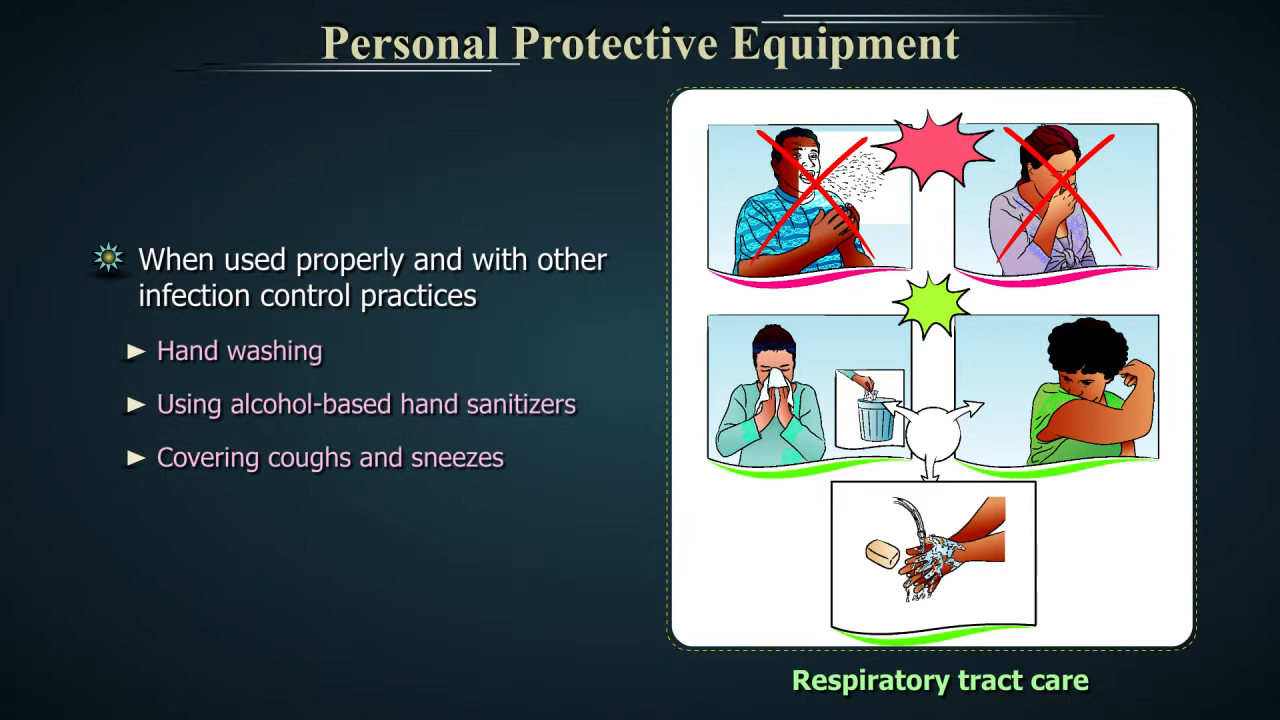 Personal Protective Equipment
When used properly and with other
infection control practices
Hand washing
Using alcohol-based hand sanitizers
Covering coughs and sneezes
Respiratory tract care